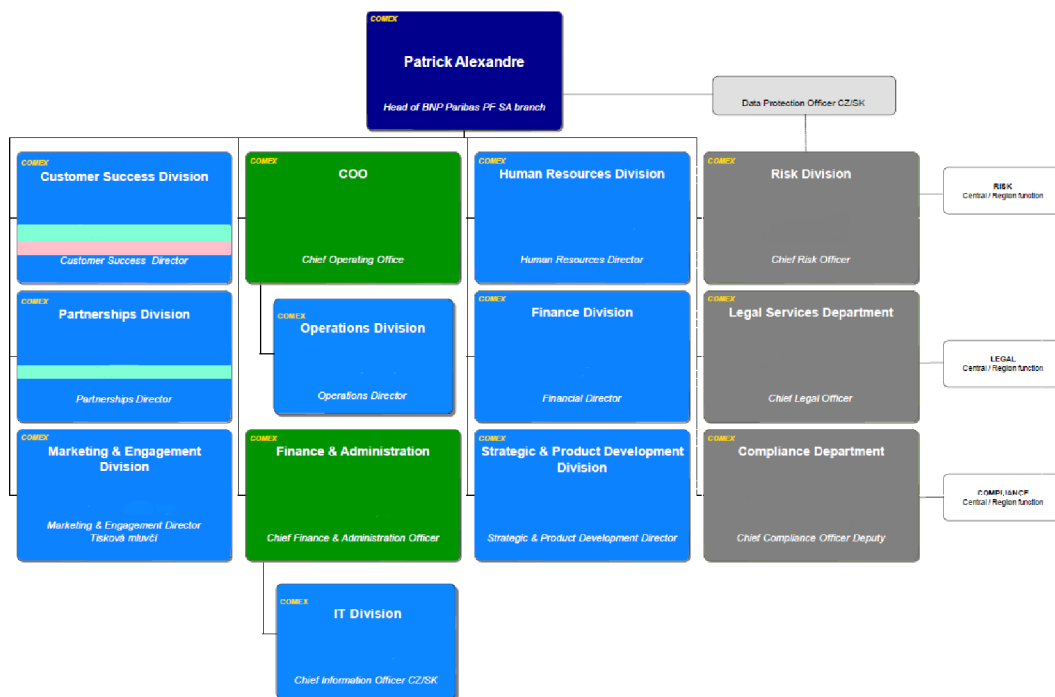 COMEX
Patrick Alexandre
Head of BNP Paribas PF SA branch
Data Protection Officer CZ/SK
COMEX
Customer Success Division
Customer Success Director
COMEX
COO
Chief Operating Office
COMEX
Human Resources Division
Human Resources Director
COMEX
Risk Division
Chief Risk Officer
RISK
Central / Region function
COMEX
Partnerships Division
Partnerships Director
COMEX
Operations Division
Operations Director
COMEX
Finance Division
Financial Director
COMEX
Legal Services Department
Chief Legal Officer
LEGAL
Central / Region function
COMEX
Marketing & Engagement
Division
Marketing & Engagement Director
Tisková mluvčí
COMEX
Finance & Administration
Chief Finance & Administration Officer
COMEX
Strategic & Product Development
Division
Strategic & Product Development Director
COMEX
Compliance Department
Chief Compliance Officer Deputy
COMPLIANCE
Central / Region function
COMEX
IT Division
Chief Information Officer CZ/SK